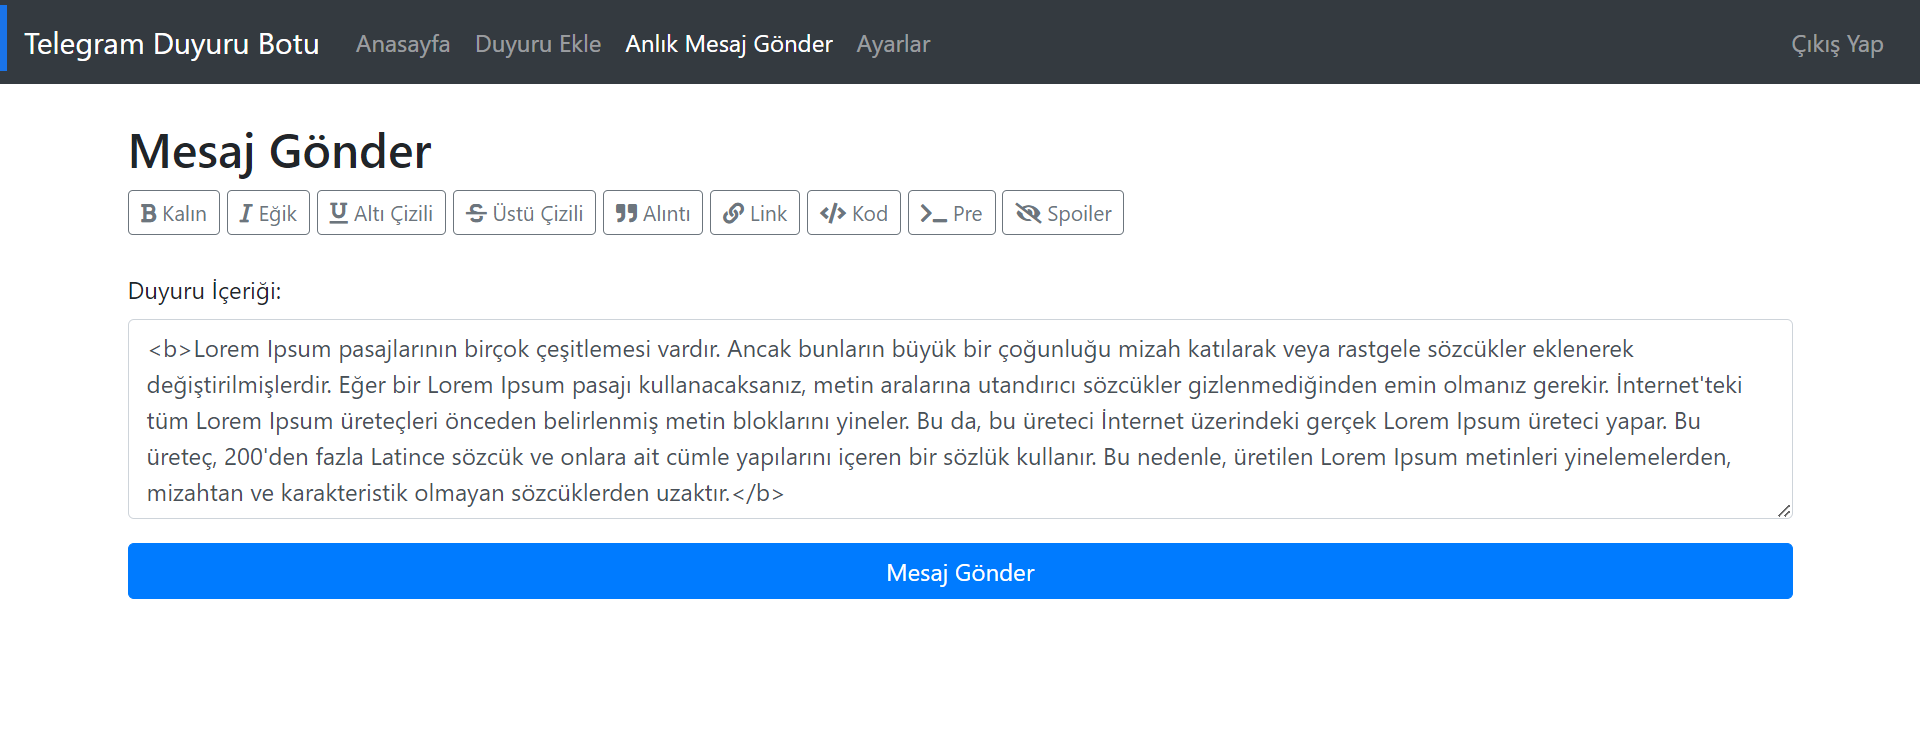 Telegram Duyuru Botu Anasayfa Duyuru Ekle Anlık Mesaj Gönder Ayarlar Çıkış Yap
Mesaj Gönder
Kalın Eğik Altı Çizili Üstü Çizili Alıntı Link Kod Pre Spoiler
Duyuru İçeriği:
<b>Lorem Ipsum pasajlarının birçok çeşitlemesi vardır. Ancak bunların büyük bir çoğunluğu mizah katılarak veya rastgele sözcükler eklenerek
değiştirilmişlerdir. Eğer bir Lorem Ipsum pasajı kullanacaksanız, metin aralarına utandırıcı sözcükler gizlenmediğinden emin olmanız gerekir. İnternet'teki
tüm Lorem Ipsum üreteçleri önceden belirlenmiş metin bloklarını yineler. Bu da, bu üreteci İnternet üzerindeki gerçek Lorem Ipsum üreteci yapar. Bu
üreteç, 200'den fazla Latince sözcük ve onlara ait cümle yapılarını içeren bir sözlük kullanır. Bu nedenle, üretilen Lorem Ipsum metinleri yinelemelerden,
mizahtan ve karakteristik olmayan sözcüklerden uzaktır.</b>
Mesaj Gönder